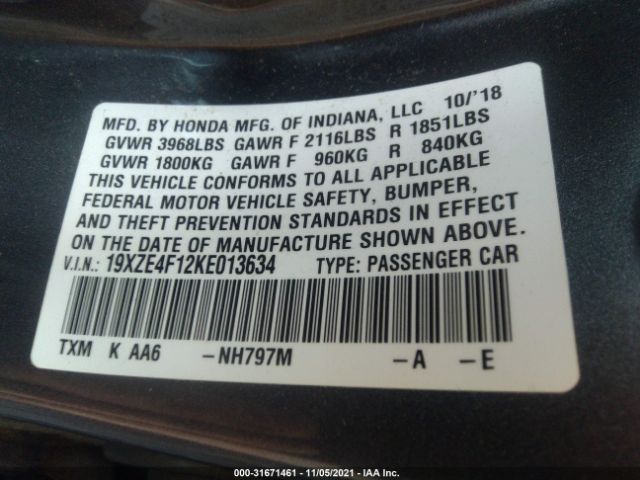 MFD. BY HONDA MFG. OF INDIANA, LLC 10/'18
GVWR 3968LBS GAWR F 2116LBS R 1851LBS
GVWR 1800KG GAWR F 960KG R 840KG
THIS VEHICLE CONFORMS TO ALL APPLICABLE
FEDERAL MOTOR VEHICLE SAFETY, BUMPER,
AND THEFT PREVENTION STANDARDS IN EFFECT
ON THE DATE OF MANUFACTURE SHOWN ABOVE.
V.I.N.: 19XZE4F12KE013634 TYPE: PASSENGER CAR
TXM K AA6 -NH797M -A -E
000-31671461 - 11/05/2021 - IAA Inc.